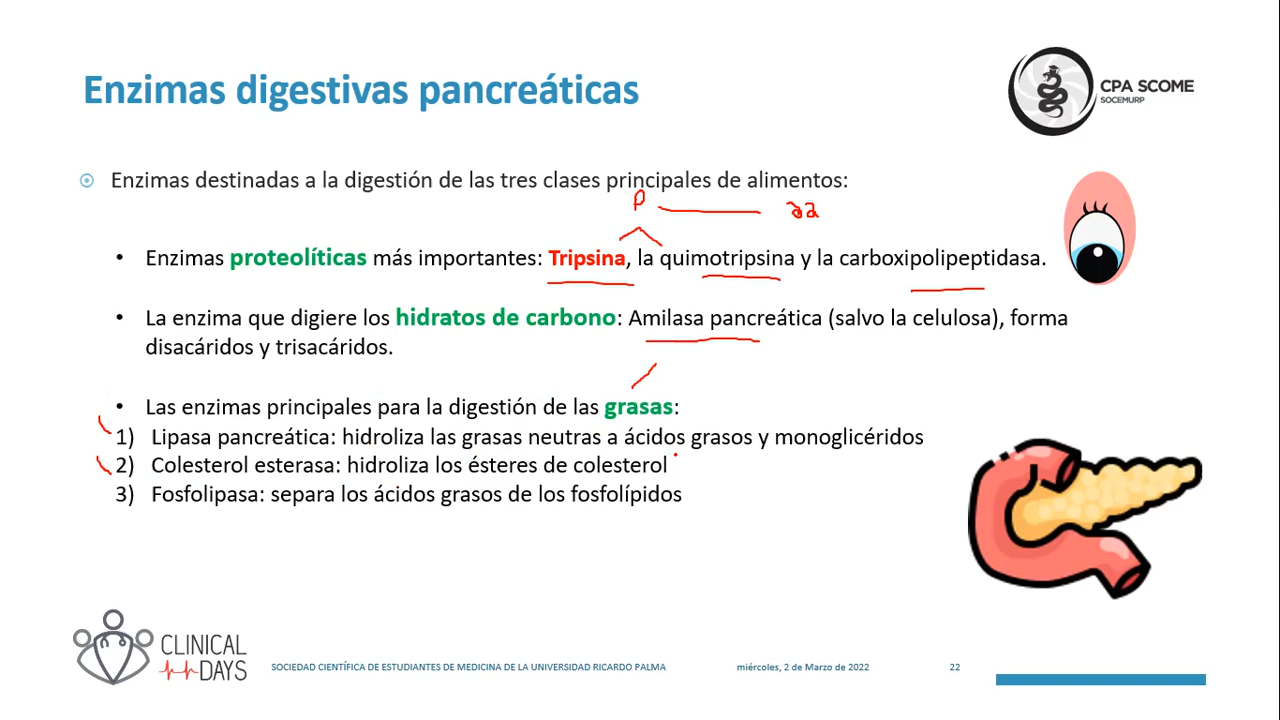 Enzimas digestivas pancreáticas
CPA SCOME
SOCEMURP
Enzimas destinadas a la digestión de las tres clases principales de alimentos:
P
• Enzimas proteolíticas más importantes: Tripsina, la quimotripsina y la carboxipolipeptidasa.
• La enzima que digiere los hidratos de carbono: Amilasa pancreática (salvo la celulosa), forma
disacáridos y trisacáridos.
• Las enzimas principales para la digestión de las grasas:
1) Lipasa pancreática: hidroliza las grasas neutras a ácidos grasos y monoglicéridos
2) Colesterol esterasa: hidroliza los ésteres de colesterol
3) Fosfolipasa: separa los ácidos grasos de los fosfolípidos
CLINICAL
DAYS
SOCIEDAD CIENTÍFICA DE ESTUDIANTES DE MEDICINA DE LA UNIVERSIDAD RICARDO PALMA
miércoles, 2 de Marzo de 2022
22